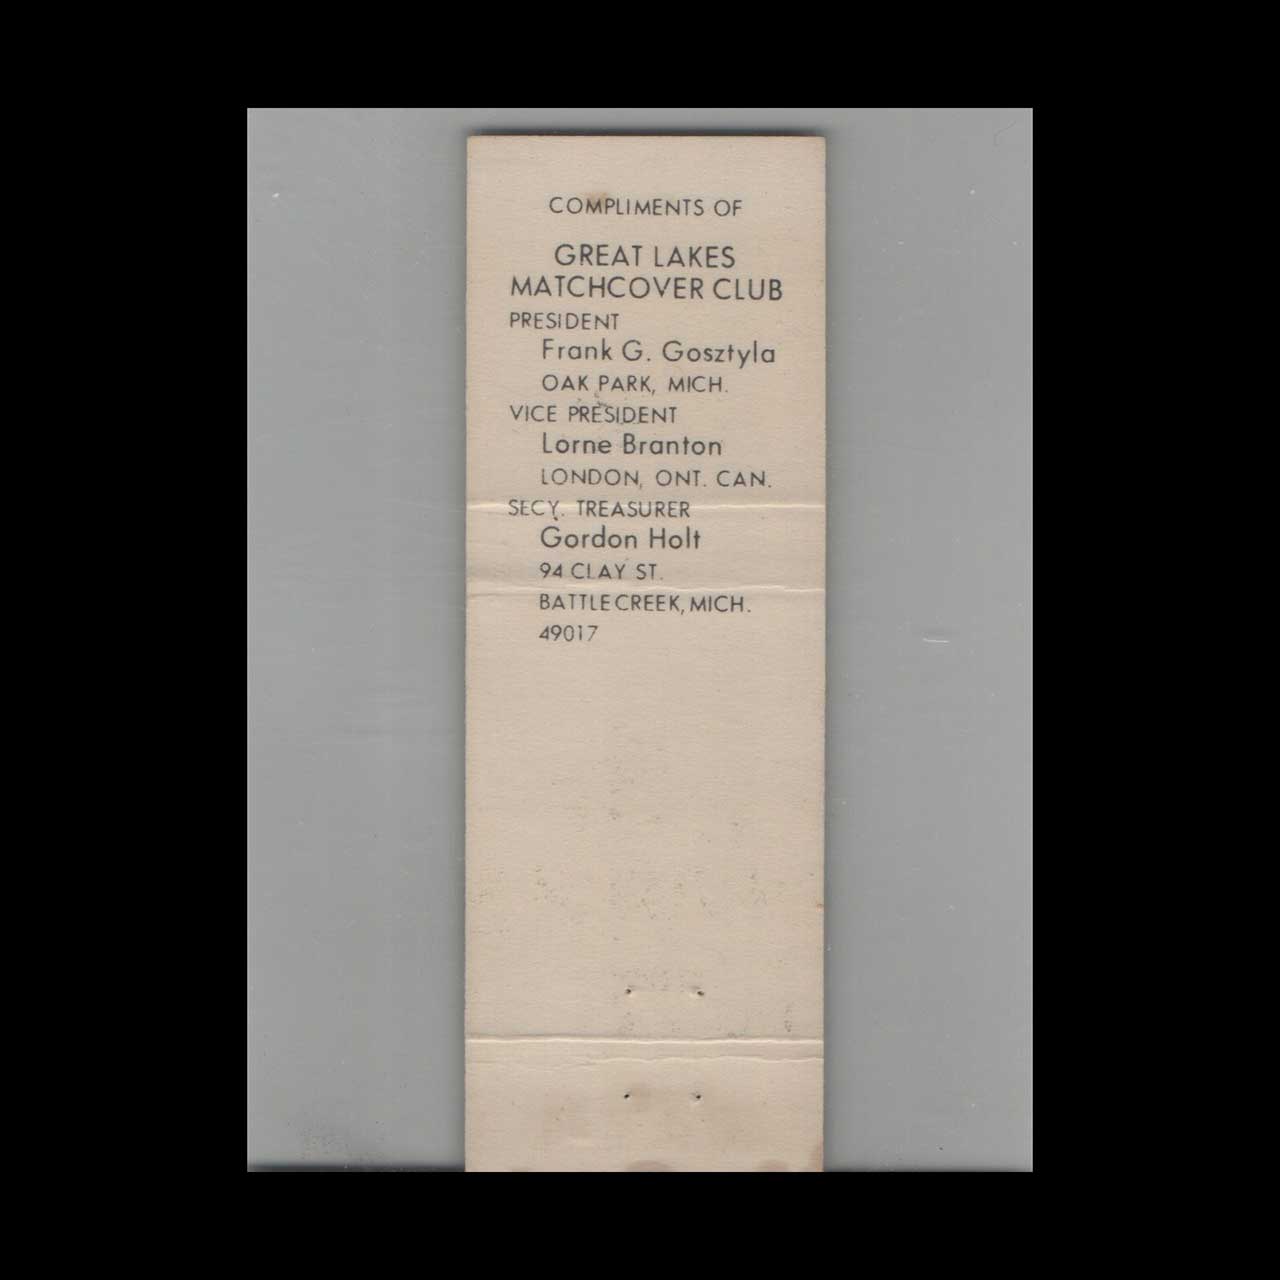 COMPLIMENTS OF
GREAT LAKES
MATCHCOVER CLUB
PRESIDENT
Frank G. Gosztyla
OAK PARK, MICH.
VICE PRESIDENT
Lorne Branton
LONDON, ONT. CAN.
SECY. TREASURER
Gordon Holt
94 CLAY ST.
BATTLE CREEK, MICH.
49017